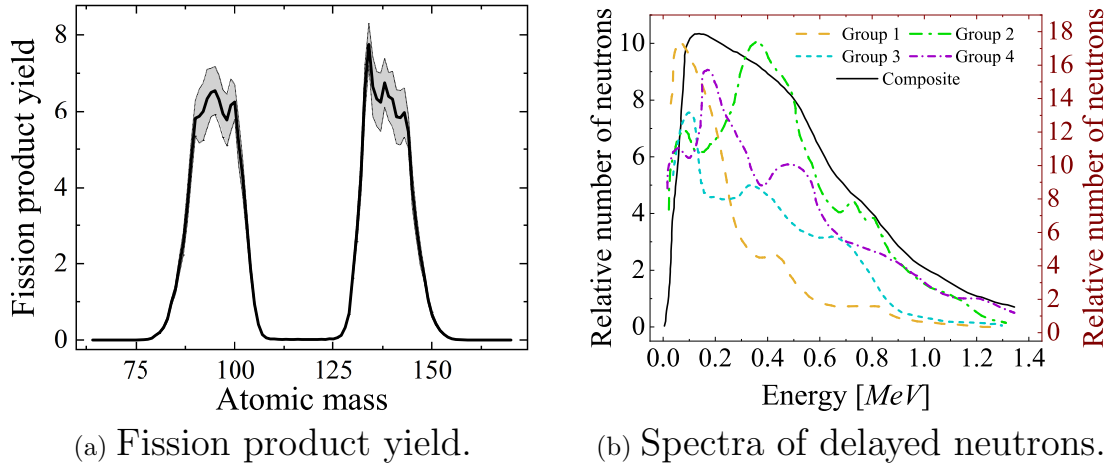 Fission product yield
8
6
4
2
0
75 100 125 150
Atomic mass
(a) Fission product yield.
Relative number of neutrons
10
8
6
4
2
0
Group 1 Group 2
Group 3 Group 4
Composite
18
16
14
12
10
8
6
4
2
0
Relative number of neutrons
0.0 0.2 0.4 0.6 0.8 1.0 1.2 1.4
Energy [MeV]
(b) Spectra of delayed neutrons.